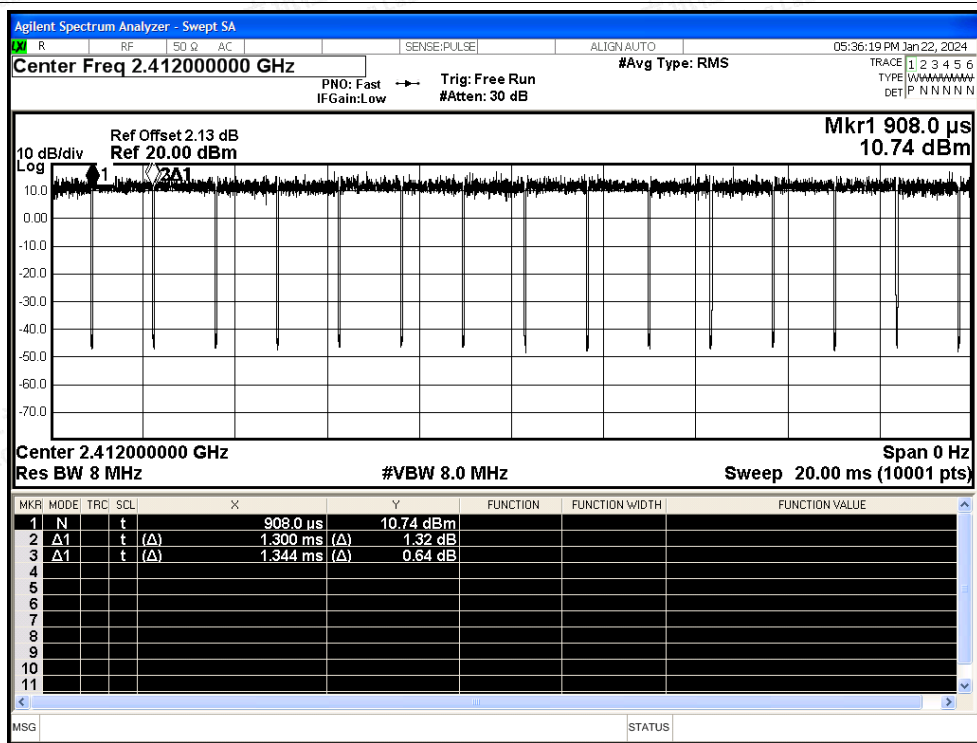 Agilent Spectrum Analyzer - Swept SA
LXI R RF 50 Ω AC SENSE:PULSE ALIGN AUTO 05:36:19 PM Jan 22, 2024
Center Freq 2.412000000 GHz
PNO: Fast
IFGain:Low
Trig: Free Run
#Atten: 30 dB
#Avg Type: RMS
TRACE 1 2 3 4 5 6
TYPE
DET P N N N N N
Ref Offset 2.13 dB
10 dB/div Ref 20.00 dBm
Log
Mkr1 908.0 µs
10.74 dBm
1
3Δ1
10.0
0.00
-10.0
-20.0
-30.0
-40.0
-50.0
-60.0
-70.0
Center 2.412000000 GHz Span 0 Hz
Res BW 8 MHz #VBW 8.0 MHz Sweep 20.00 ms (10001 pts)
MKR MODE TRC SCL X Y FUNCTION FUNCTION WIDTH FUNCTION VALUE
1 N t 908.0 µs 10.74 dBm
2 Δ1 t (Δ) 1.300 ms (Δ) 1.32 dB
3 Δ1 t (Δ) 1.344 ms (Δ) 0.64 dB
4
5
6
7
8
9
10
11
MSG STATUS